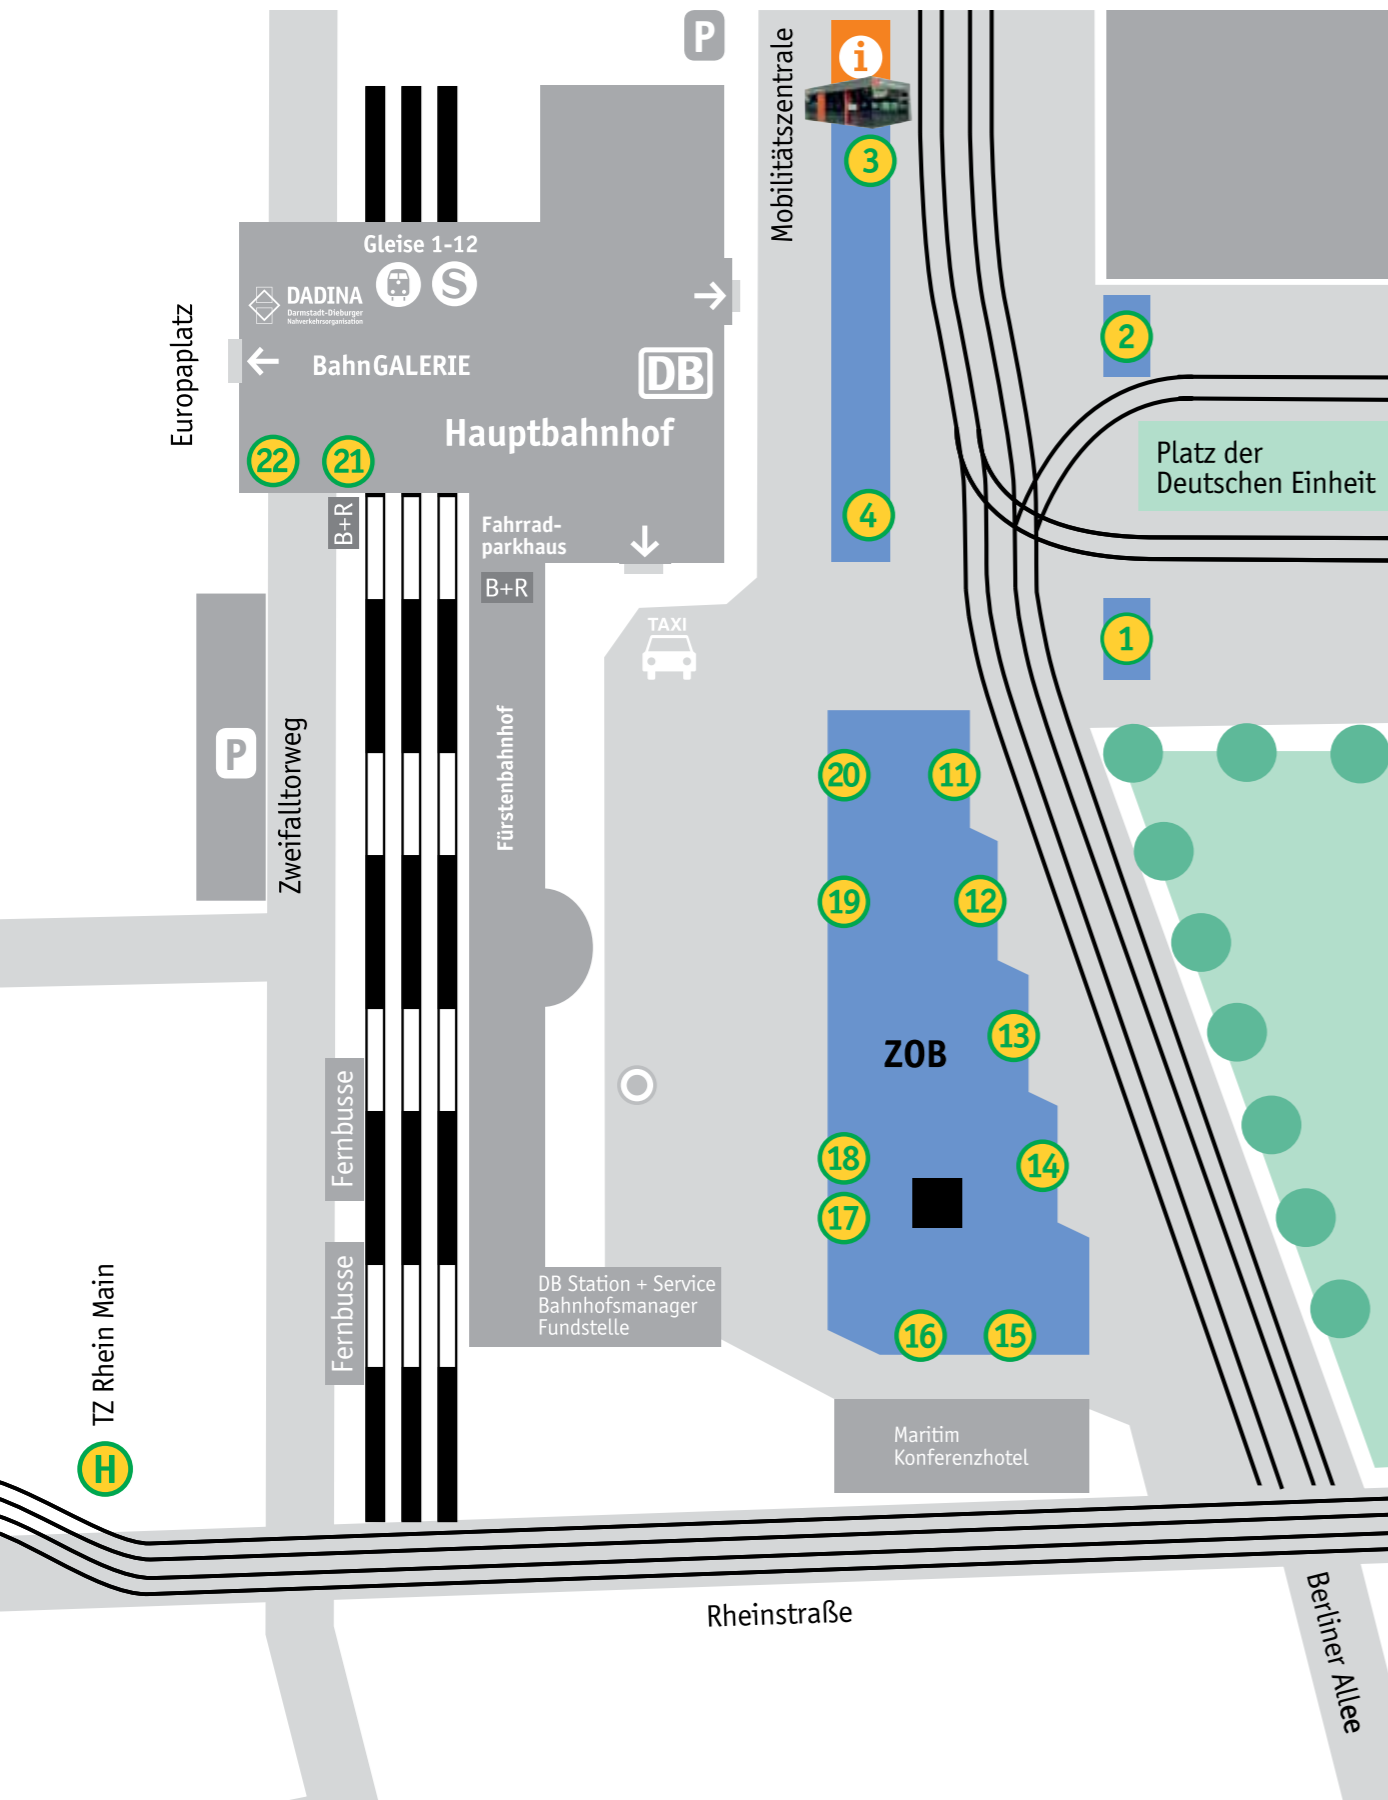 P
Mobilitätszentrale
i
3
Gleise 1-12
S
DADINA
Darmstadt-Dieburger
Nahverkehrsorganisation
Europaplatz
BahnGALERIE
DB
Hauptbahnhof
2
22
21
Platz der
Deutschen Einheit
4
B+R
Fahrrad-
parkhaus
B+R
TAXI
1
P
Zweifalltorweg
Fürstenbahnhof
20
11
19
12
13
ZOB
Fernbusse
18
14
17
Fernbusse
TZ Rhein Main
DB Station + Service
Bahnhofsmanager
Fundstelle
16
15
H
Maritim
Konferenzhotel
Rheinstraße
Berliner Allee